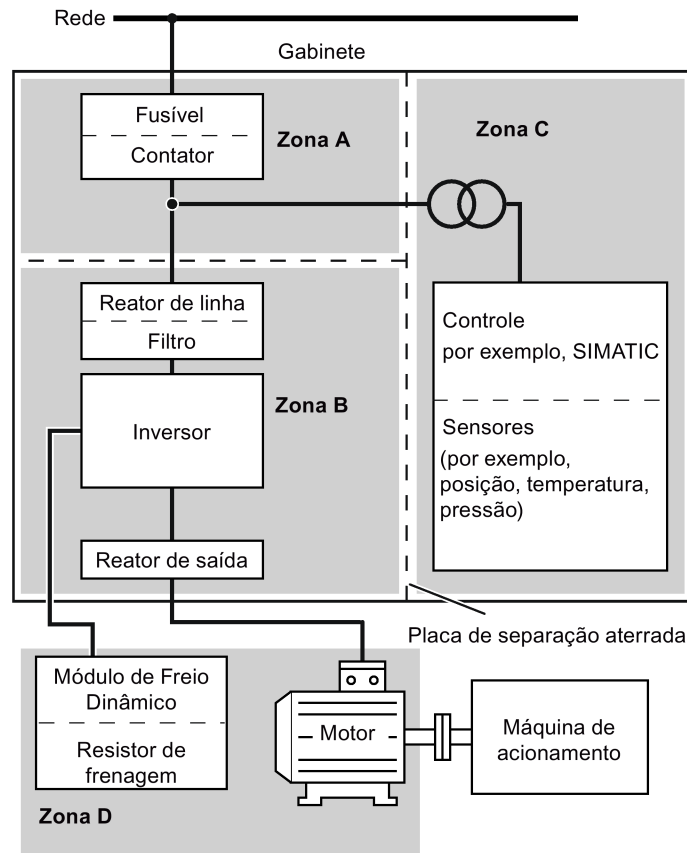 Rede
Gabinete
Fusível
Contator
Zona A
Zona C
Reator de linha
Filtro
Inversor
Zona B
Reator de saída
Controle
por exemplo, SIMATIC
Sensores
(por exemplo,
posição, temperatura,
pressão)
Placa de separação aterrada
Módulo de Freio
Dinâmico
Resistor de
frenagem
Zona D
Motor
Máquina de
acionamento